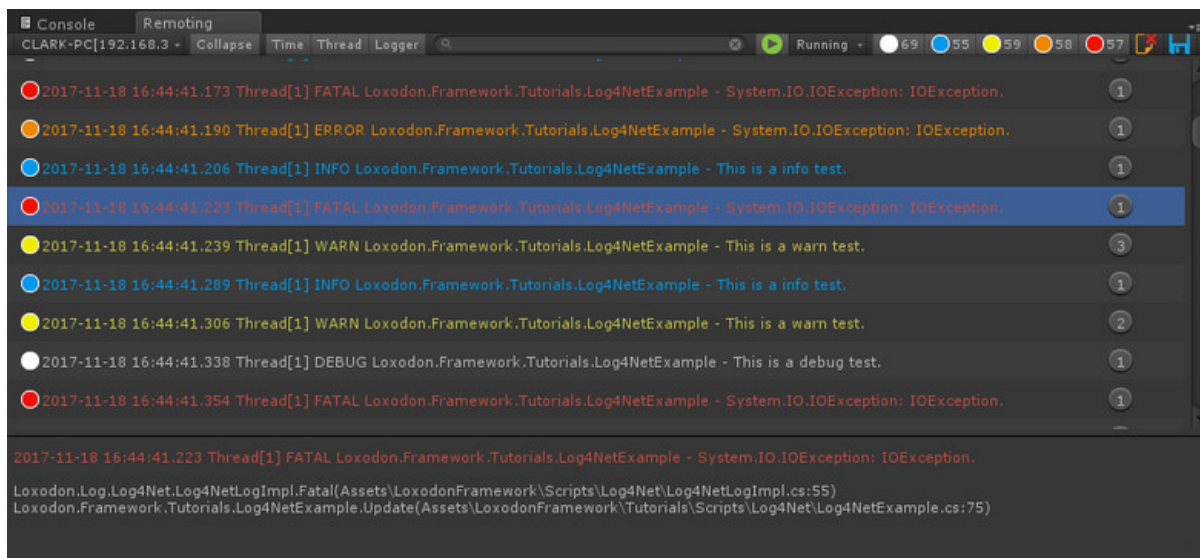 Console Remoting
CLARK-PC[192.168.3 Collapse Time Thread Logger Running 69 55 59 58 57
2017-11-18 16:44:41.173 Thread[1] FATAL Loxodon.Framework.Tutorials.Log4NetExample - System.IO.IOException: IOException. 1
2017-11-18 16:44:41.190 Thread[1] ERROR Loxodon.Framework.Tutorials.Log4NetExample - System.IO.IOException: IOException. 1
2017-11-18 16:44:41.206 Thread[1] INFO Loxodon.Framework.Tutorials.Log4NetExample - This is a info test. 1
2017-11-18 16:44:41.223 Thread[1] FATAL Loxodon.Framework.Tutorials.Log4NetExample - System.IO.IOException: IOException. 1
2017-11-18 16:44:41.239 Thread[1] WARN Loxodon.Framework.Tutorials.Log4NetExample - This is a warn test. 3
2017-11-18 16:44:41.289 Thread[1] INFO Loxodon.Framework.Tutorials.Log4NetExample - This is a info test. 1
2017-11-18 16:44:41.306 Thread[1] WARN Loxodon.Framework.Tutorials.Log4NetExample - This is a warn test. 2
2017-11-18 16:44:41.338 Thread[1] DEBUG Loxodon.Framework.Tutorials.Log4NetExample - This is a debug test. 1
2017-11-18 16:44:41.354 Thread[1] FATAL Loxodon.Framework.Tutorials.Log4NetExample - System.IO.IOException: IOException. 1
2017-11-18 16:44:41.223 Thread[1] FATAL Loxodon.Framework.Tutorials.Log4NetExample - System.IO.IOException: IOException.
Loxodon.Log.Log4Net.Log4NetLogImpl.Fatal(Assets\LoxodonFramework\Scripts\Log4Net\Log4NetLogImpl.cs:55)
Loxodon.Framework.Tutorials.Log4NetExample.Update(Assets\LoxodonFramework\Tutorials\Scripts\Log4Net\Log4NetExample.cs:75)